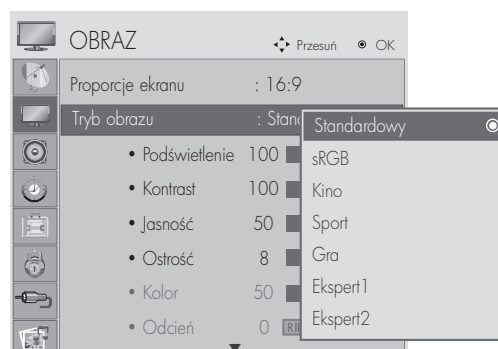 OBRAZ
Przesuń OK
Proporcje ekranu : 16:9
Tryb obrazu :
Standardowy
sRGB
Kino
Sport
Gra
Ekspert1
Ekspert2
• Podświetlenie 100
• Kontrast 100
• Jasność 50
• Ostrość 8
• Kolor 50
• Odcień 0